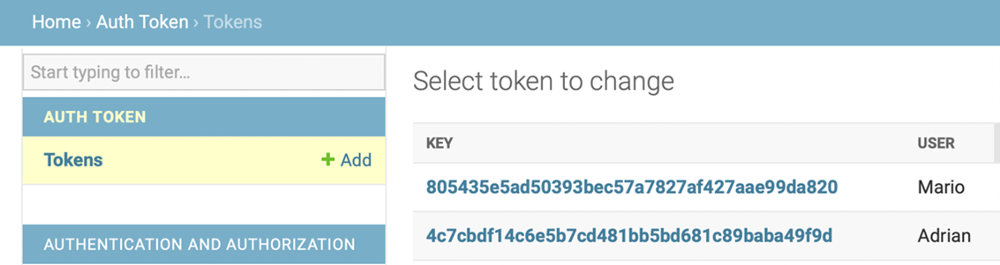 Home › Auth Token › Tokens
Start typing to filter...
AUTH TOKEN
Tokens
+ Add
AUTHENTICATION AND AUTHORIZATION
Select token to change
KEY USER
805435e5ad50393bec57a7827af427aae99da820 Mario
4c7cbdf14c6e5b7cd481bb5bd681c89baba49f9d Adrian